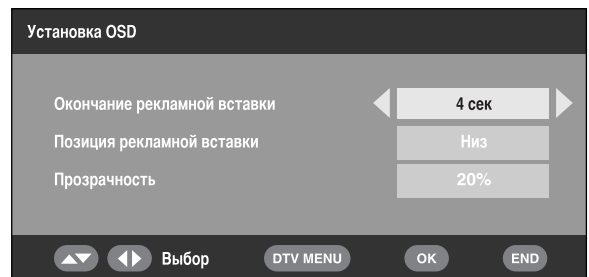 Установка OSD
Окончание рекламной вставки 4 сек
Позиция рекламной вставки Низ
Прозрачность 20%
Выбор DTV MENU OK END